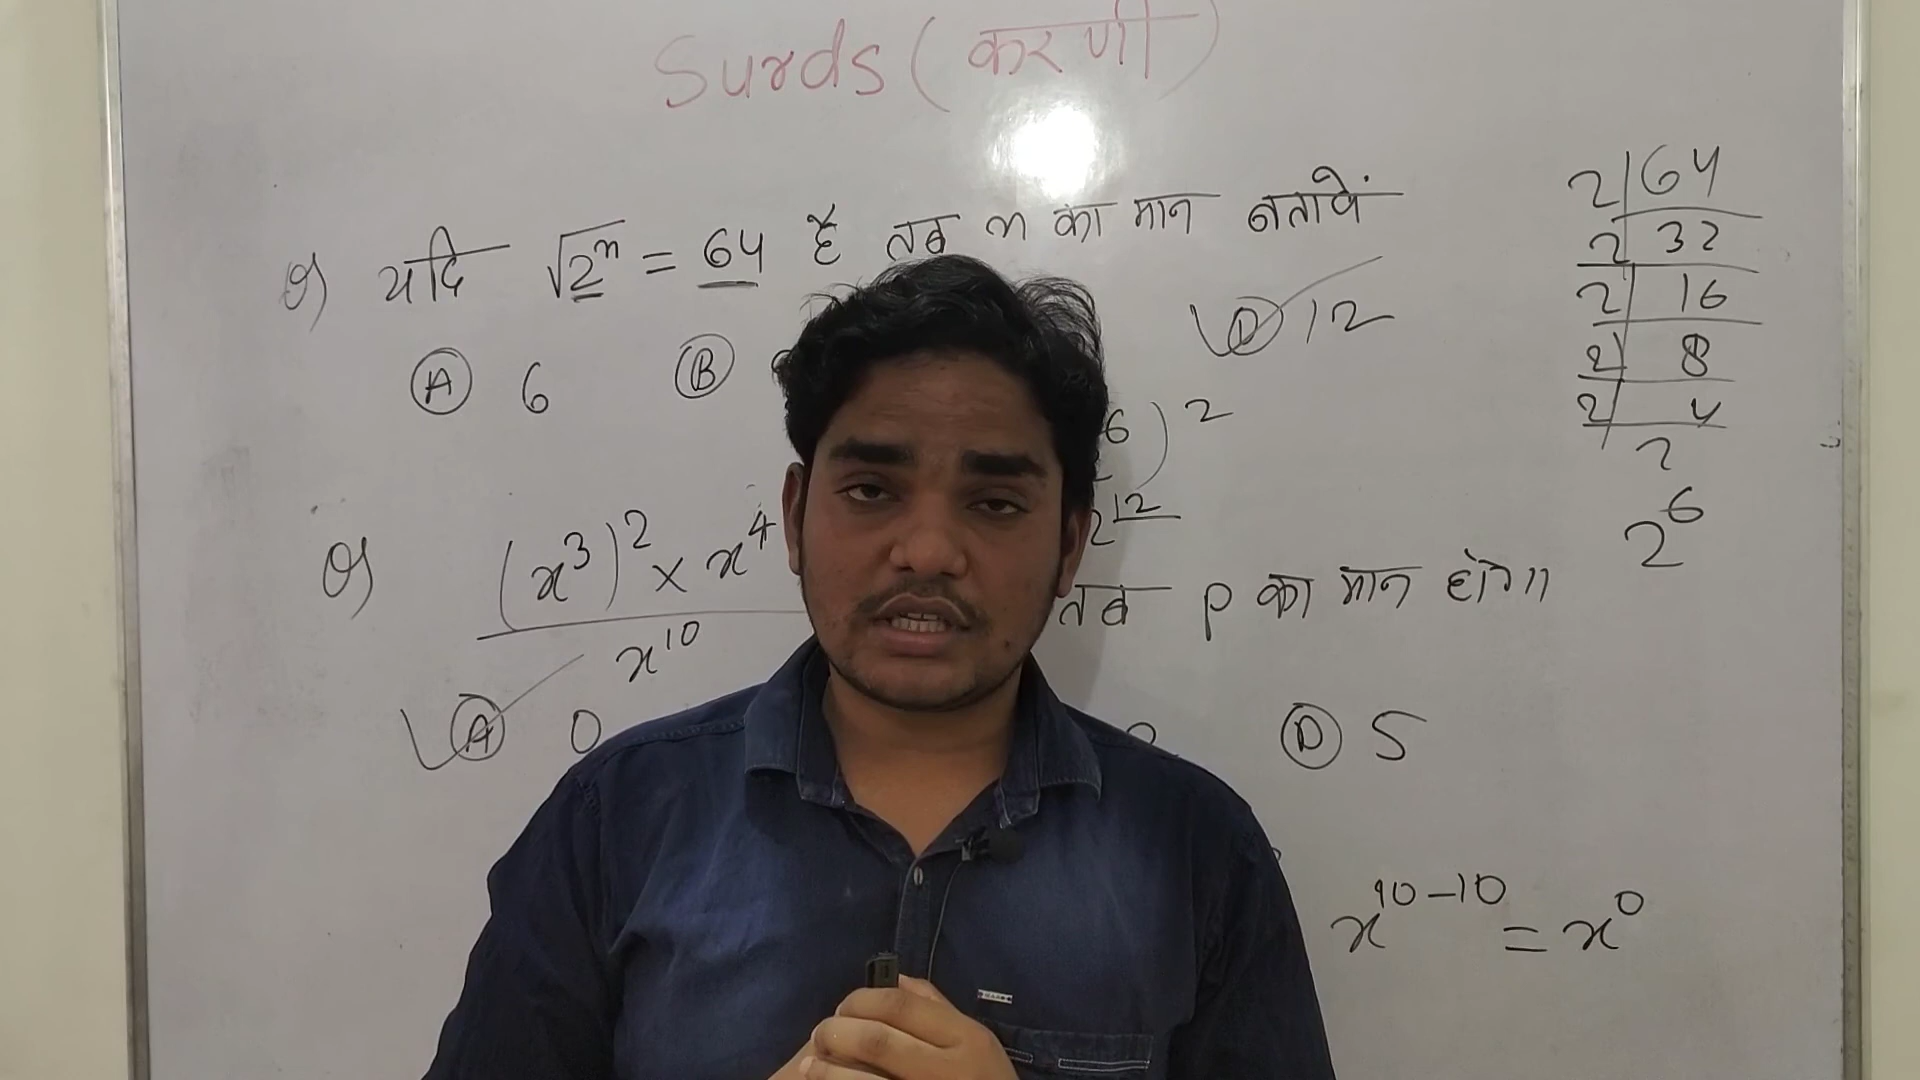 Surds (करणी)
Q) यदि √2ⁿ = 64 है तब n का मान बतायें
Ⓐ 6 Ⓑ Ⓓ 12
6)²
2¹²
Q) (x³)² × x⁴ / x¹⁰ तब p का मान होगा
Ⓐ 0 Ⓓ 5
x¹⁰⁻¹⁰ = x⁰
2|64
2|32
2|16
2|8
2|4
2
2⁶